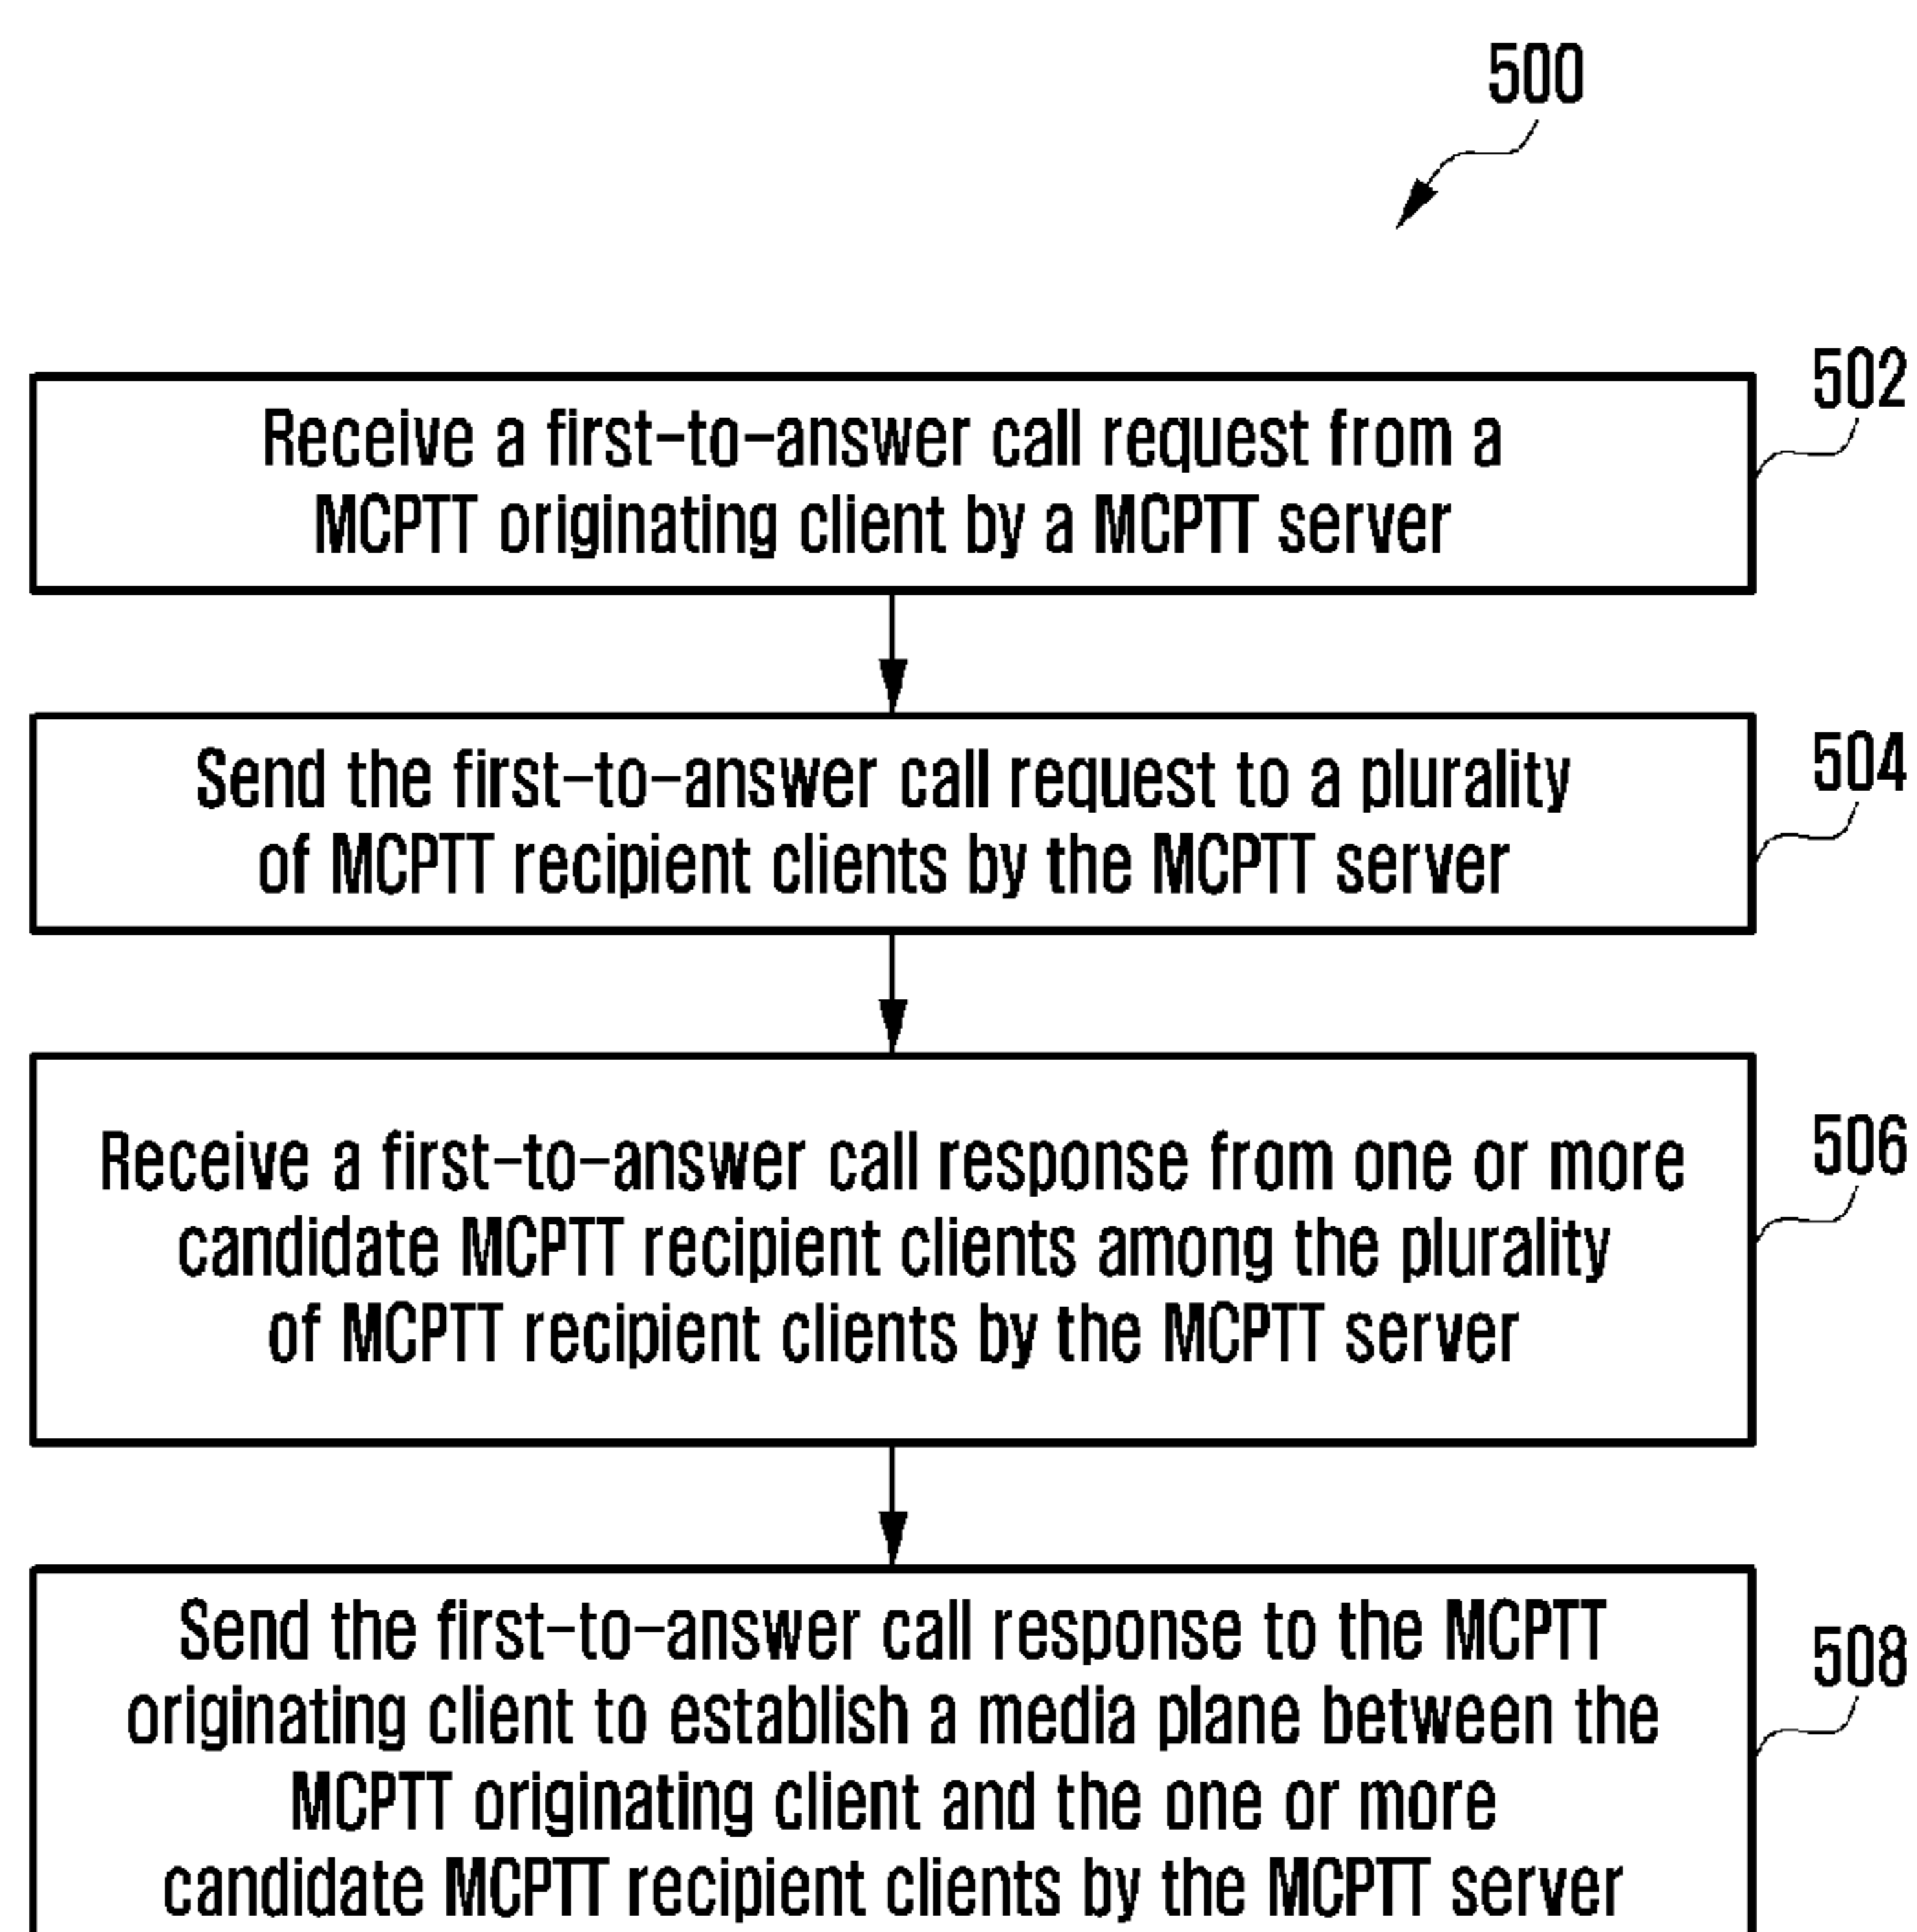 500
502
Receive a first-to-answer call request from a
MCPTT originating client by a MCPTT server
504
Send the first-to-answer call request to a plurality
of MCPTT recipient clients by the MCPTT server
506
Receive a first-to-answer call response from one or more
candidate MCPTT recipient clients among the plurality
of MCPTT recipient clients by the MCPTT server
508
Send the first-to-answer call response to the MCPTT
originating client to establish a media plane between the
MCPTT originating client and the one or more
candidate MCPTT recipient clients by the MCPTT server